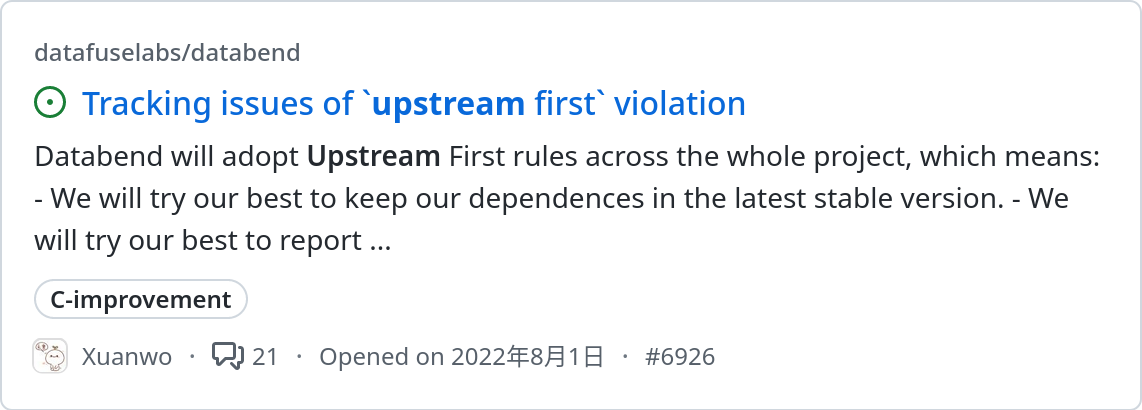 datafuselabs/databend
Tracking issues of `upstream first` violation
Databend will adopt Upstream First rules across the whole project, which means:
- We will try our best to keep our dependences in the latest stable version. - We
will try our best to report ...
C-improvement
Xuanwo · 21 · Opened on 2022年8月1日 · #6926